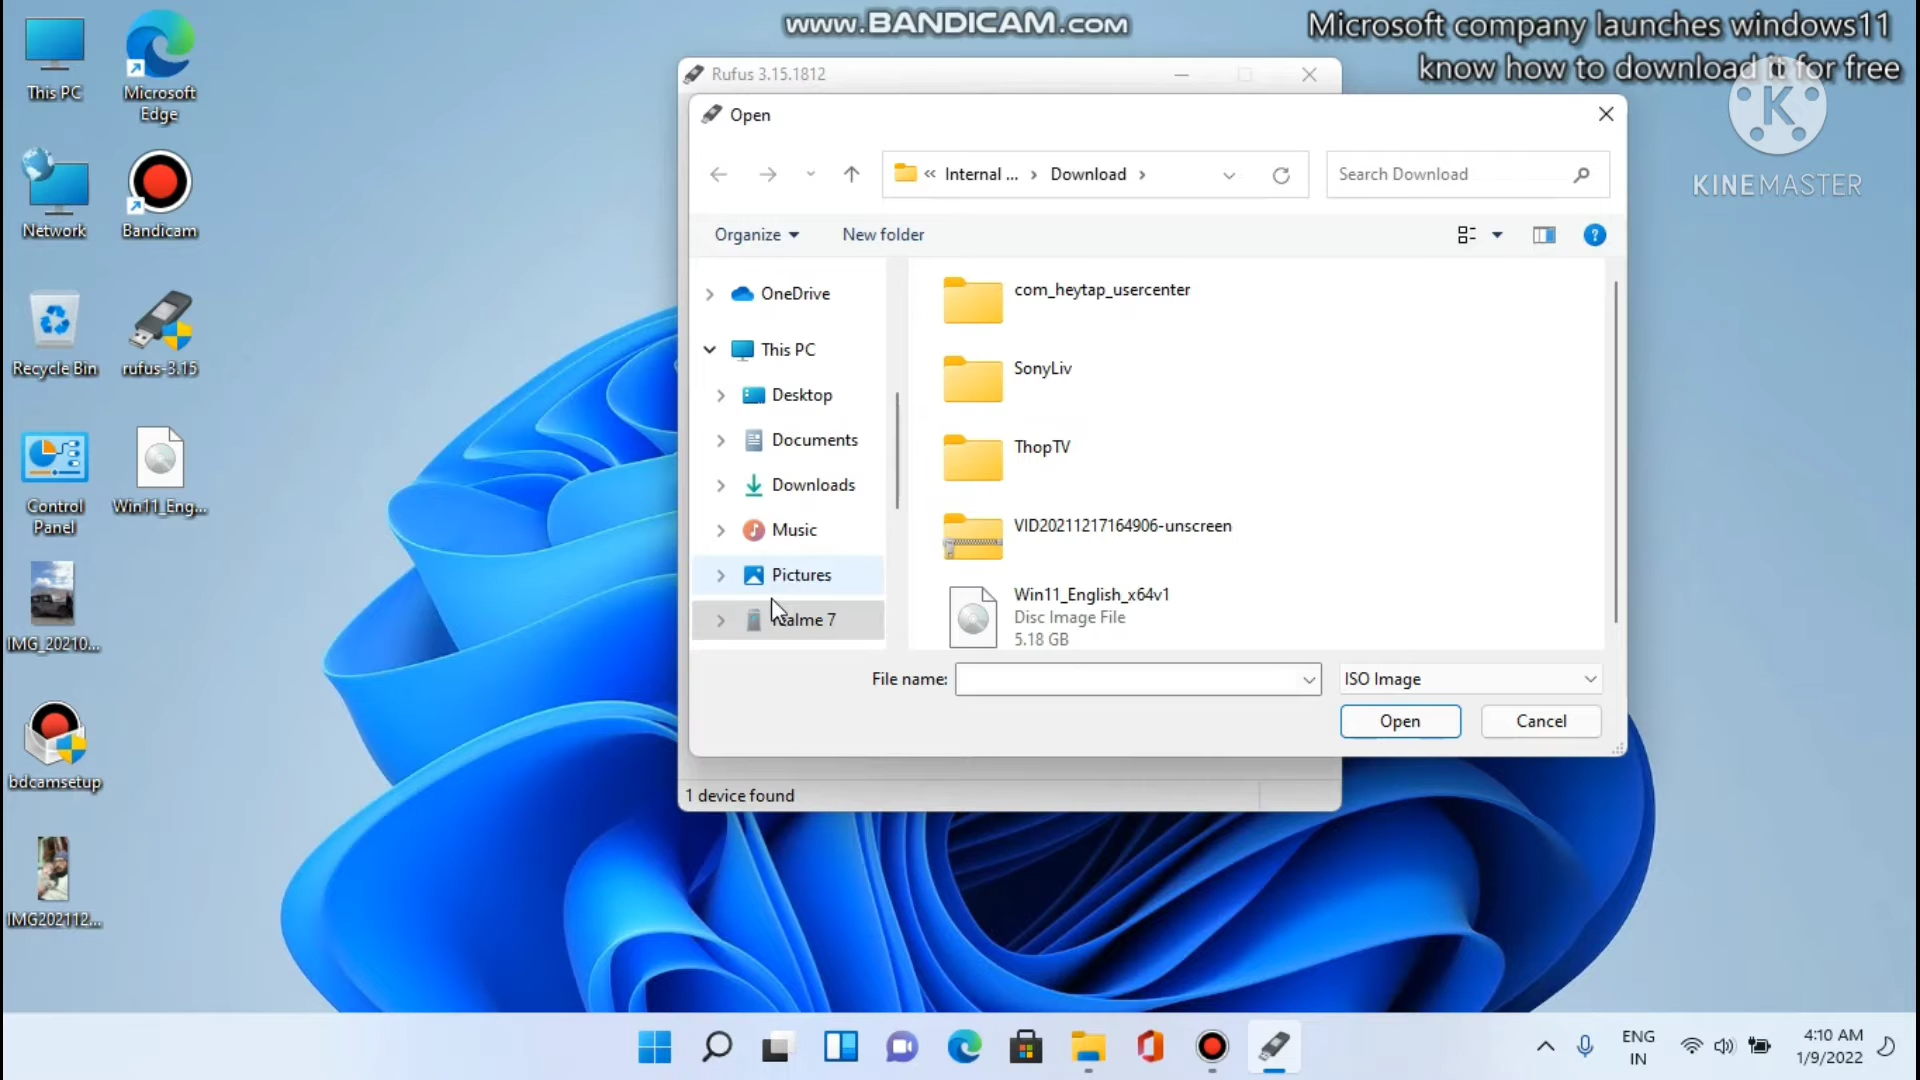 www.BANDICAM.com
Microsoft company launches windows11
know how to download it for free
K
KINEMASTER
This PC
Microsoft
Edge
Network
Bandicam
Recycle Bin
rufus-3.15
Control
Panel
Win11_Eng...
IMG_20210...
bdcamsetup
IMG202112...
Rufus 3.15.1812
Open
« Internal ... › Download ›
Search Download
Organize
New folder
?
OneDrive
This PC
Desktop
Documents
Downloads
Music
Pictures
7
com_heytap_usercenter
SonyLiv
ThopTV
VID20211217164906-unscreen
Win11_English_x64v1
Disc Image File
5.18 GB
File name:
ISO Image
Open
Cancel
1 device found
ENG
IN
4:10 AM
1/9/2022